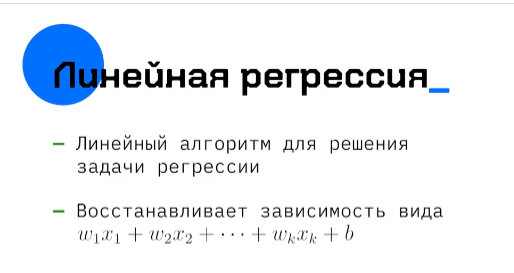 Линейная регрессия_
– Линейный алгоритм для решения
задачи регрессии
– Восстанавливает зависимость вида
w₁x₁ + w₂x₂ + ··· + wₖxₖ + b